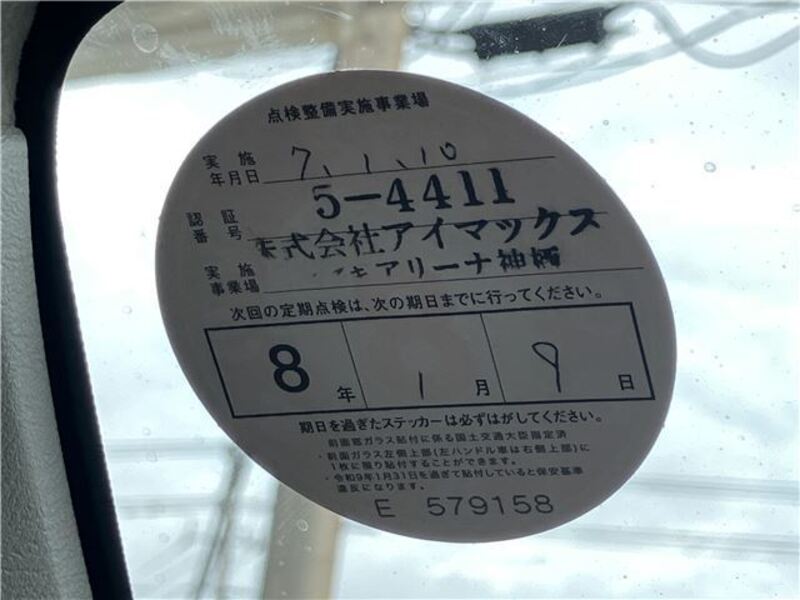 点検整備実施事業場
実施年月日 7、1、10
認証番号 5-4411
株式会社アイマックス
実施事業場 アリーナ神栖
次回の定期点検は、次の期日までに行ってください。
8年 1月 9日
期日を過ぎたステッカーは必ずはがしてください。
前面窓ガラス貼付に係る国土交通大臣指定済
・前面ガラス左側上部(左ハンドル車は右側上部)に
1枚に限り貼付することができます。
・令和9年1月31日を過ぎて貼付していると保安基準
違反になります。
E 579158